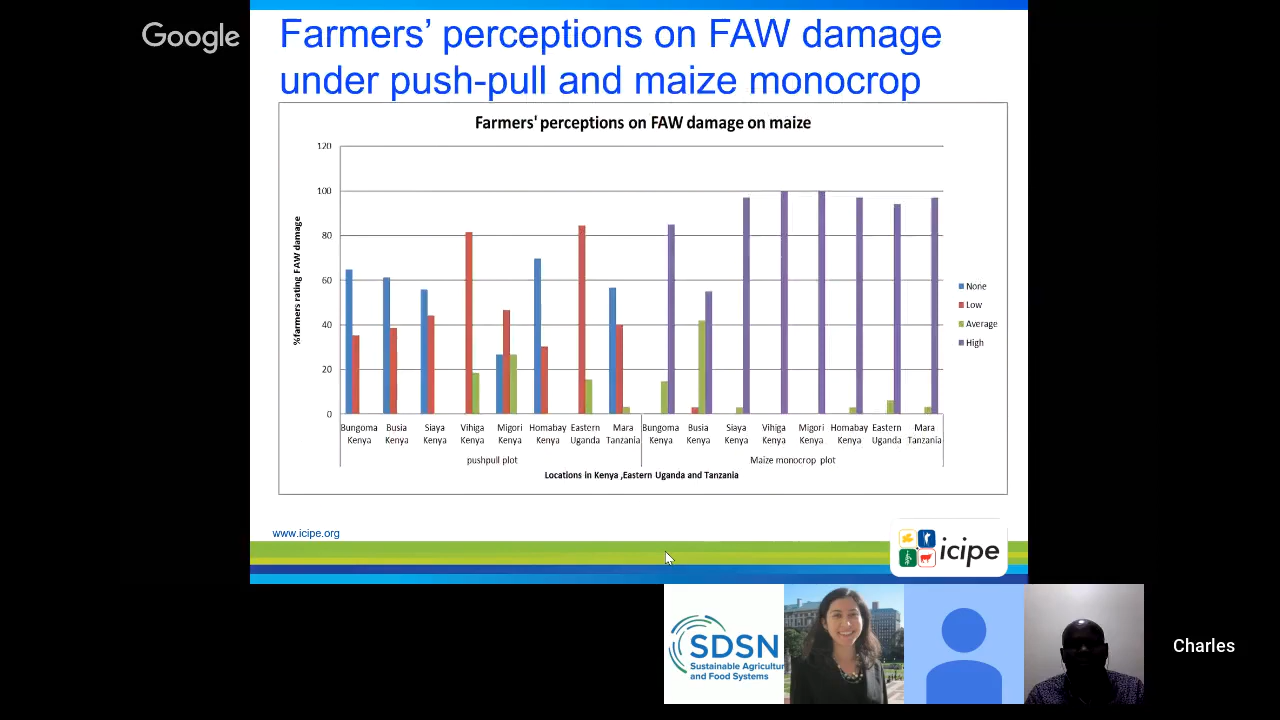 Google
Farmers’ perceptions on FAW damage
under push-pull and maize monocrop
Farmers' perceptions on FAW damage on maize
120
100
80
60
40
20
0
%farmers rating FAW damage
Bungoma Kenya
Busia Kenya
Siaya Kenya
Vihiga Kenya
Migori Kenya
Homabay Kenya
Eastern Uganda
Mara Tanzania
Bungoma Kenya
Busia Kenya
Siaya Kenya
Vihiga Kenya
Migori Kenya
Homabay Kenya
Eastern Uganda
Mara Tanzania
pushpull plot
Maize monocrop plot
Locations in Kenya ,Eastern Uganda and Tanzania
None
Low
Average
High
www.icipe.org
icipe
SDSN
Sustainable Agricultu
and Food Systems
Charles